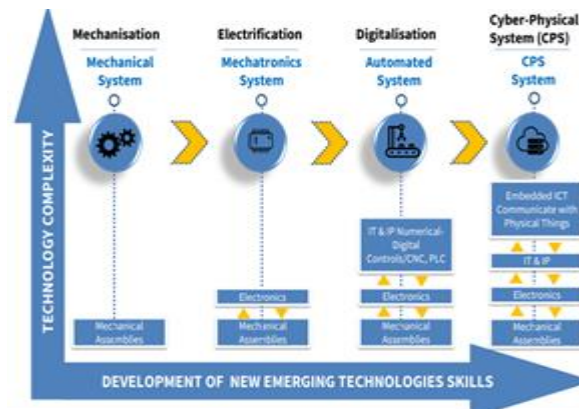 Mechanisation
Mechanical
System
Electrification
Mechatronics
System
Digitalisation
Automated
System
Cyber-Physical
System (CPS)
CPS
System
TECHNOLOGY COMPLEXITY
Mechanical
Assemblies
Electronics
Mechanical
Assemblies
IT & IP Numerical-
Digital
Controls/CNC, PLC
Electronics
Mechanical
Assemblies
Embedded ICT
Communicate with
Physical Things
IT & IP
Electronics
Mechanical
Assemblies
DEVELOPMENT OF NEW EMERGING TECHNOLOGIES SKILLS